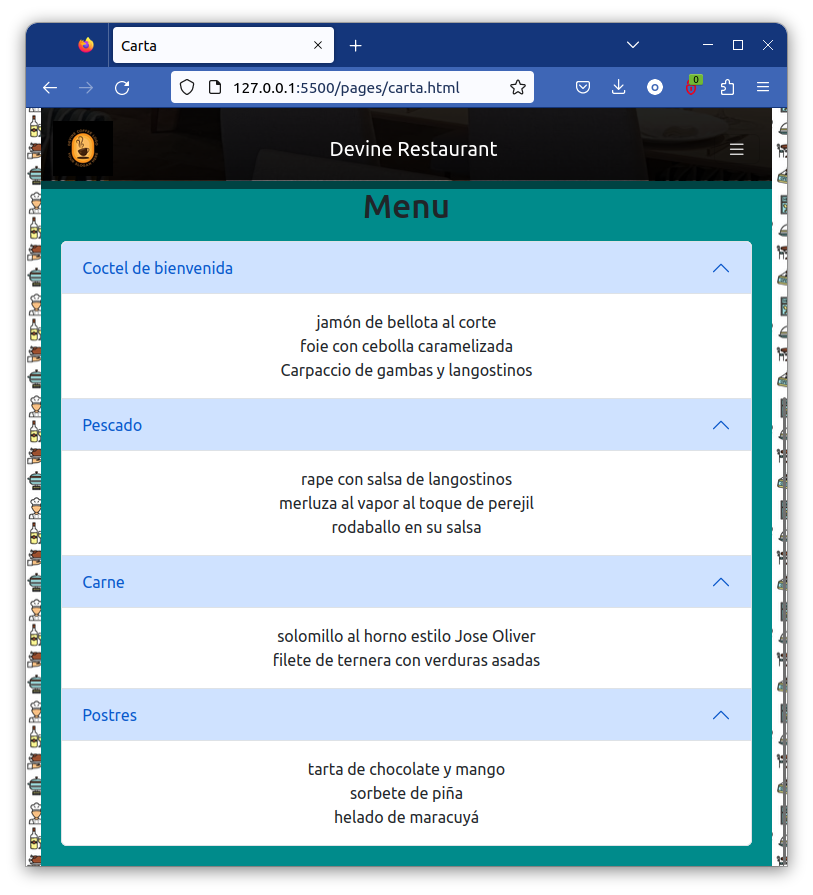 Carta
127.0.0.1:5500/pages/carta.html
0
Devine Restaurant
Menu
Coctel de bienvenida
jamón de bellota al corte
foie con cebolla caramelizada
Carpaccio de gambas y langostinos
Pescado
rape con salsa de langostinos
merluza al vapor al toque de perejil
rodaballo en su salsa
Carne
solomillo al horno estilo Jose Oliver
filete de ternera con verduras asadas
Postres
tarta de chocolate y mango
sorbete de piña
helado de maracuyá